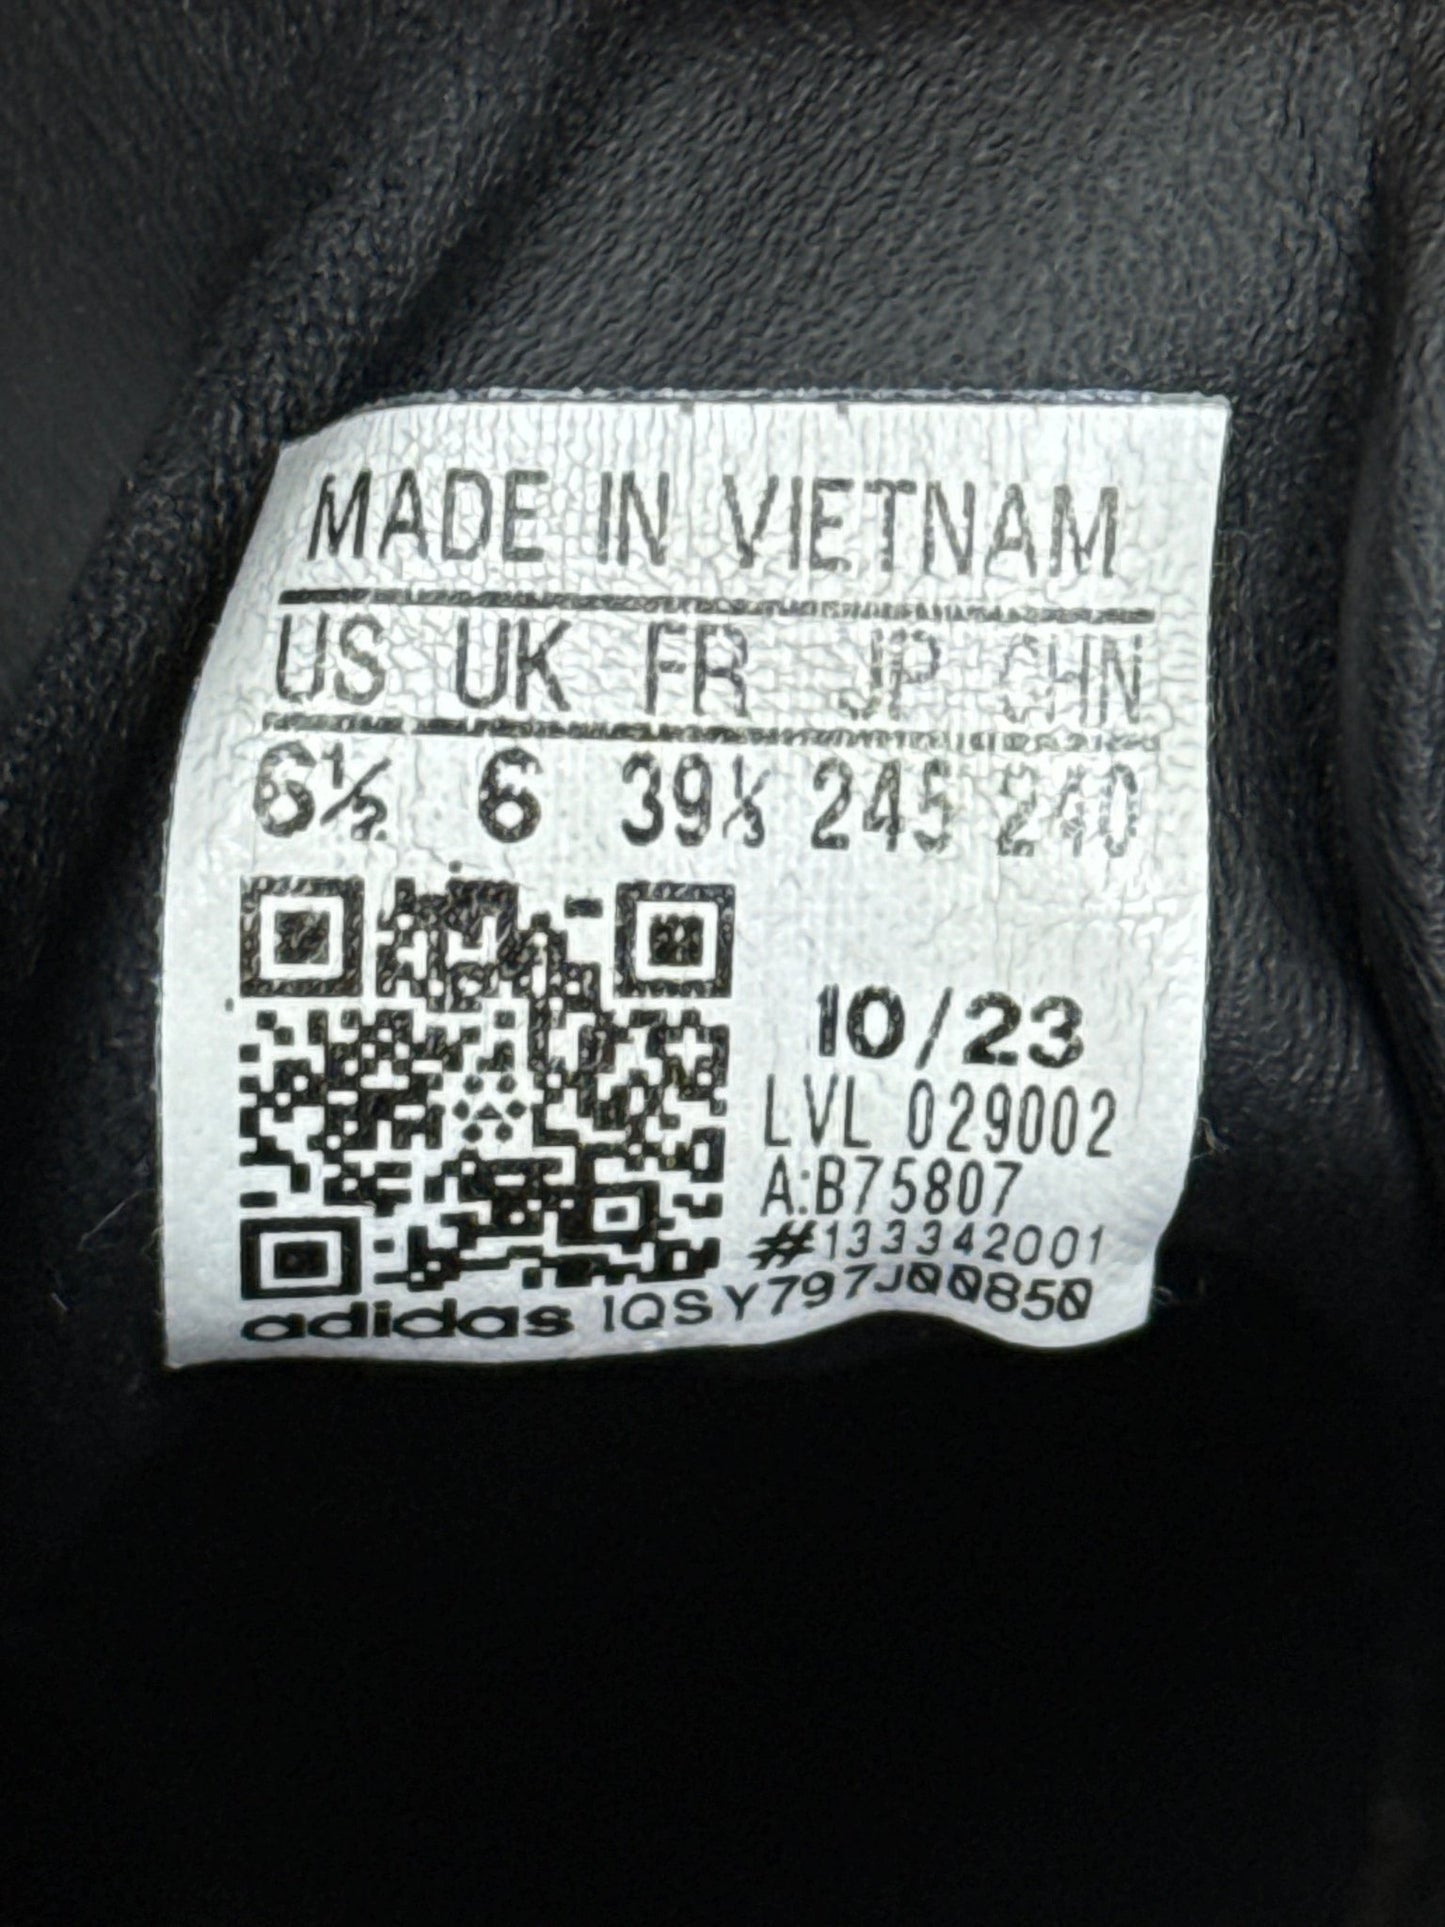 MADE IN VIETNAM
US UK FR JP CHN
6½ 6 39⅓ 245 240
10/23
LVL 029002
A:B75807
#133342001
adidas IQSY797J00850